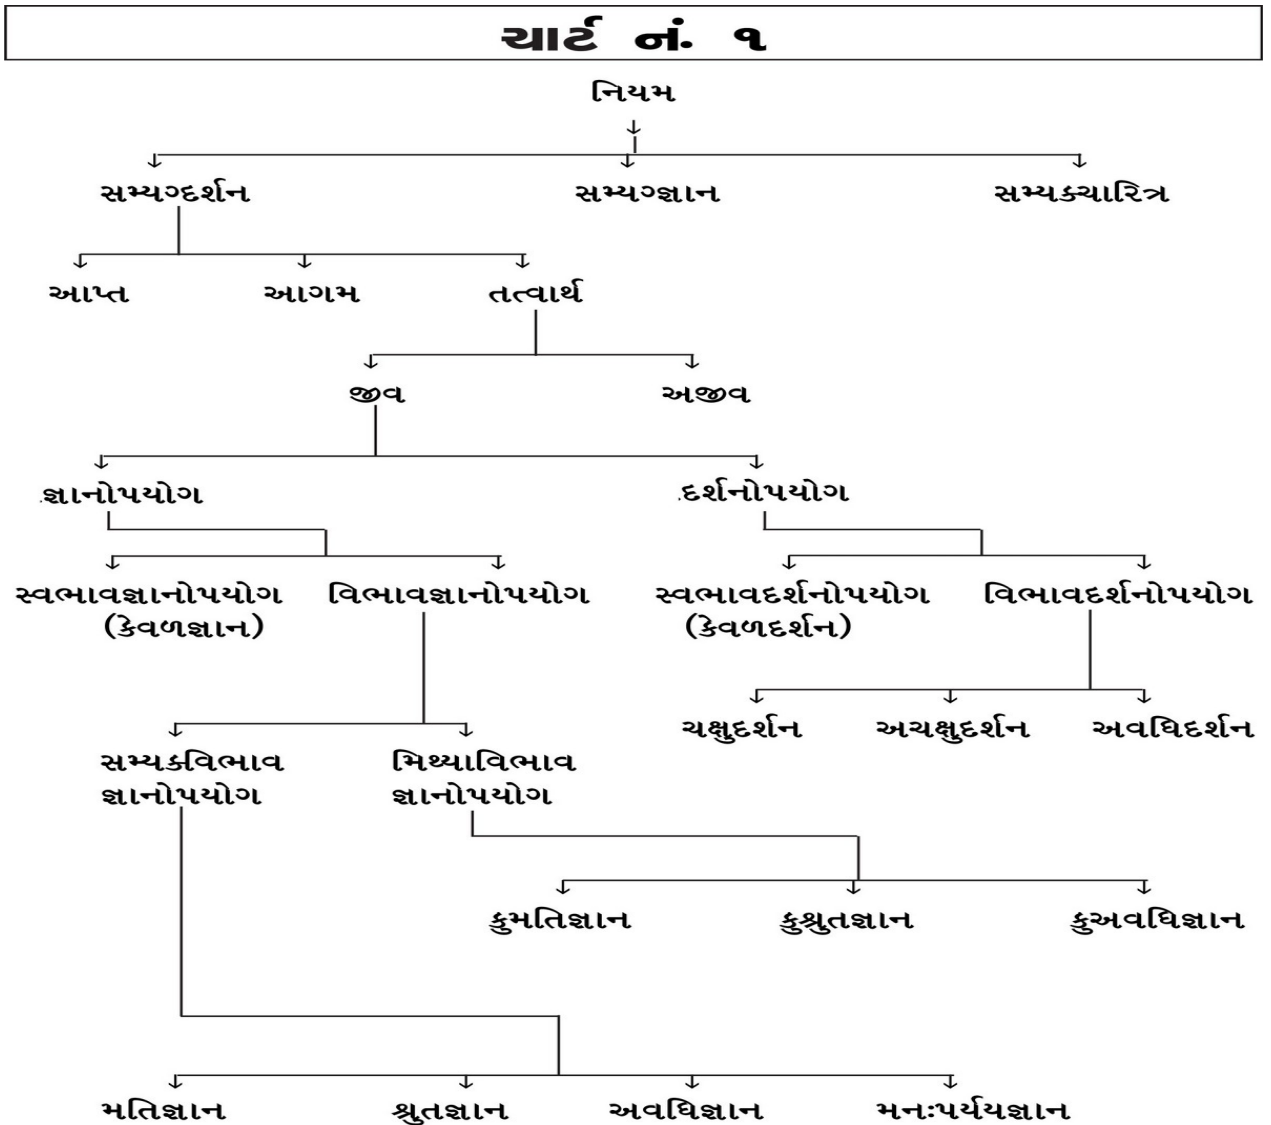 ચાર્ટ નં. ૧
નિયમ
સમ્યગ્દર્શન સમ્યગ્જ્ઞાન સમ્યક્ચારિત્ર
આપ્ત આગમ તત્વાર્થ
જીવ અજીવ
જ્ઞાનોપયોગ દર્શનોપયોગ
સ્વભાવજ્ઞાનોપયોગ વિભાવજ્ઞાનોપયોગ સ્વભાવદર્શનોપયોગ વિભાવદર્શનોપયોગ
(કેવળજ્ઞાન) (કેવળદર્શન)
ચક્ષુદર્શન અચક્ષુદર્શન અવધિદર્શન
સમ્યક્વિભાવ મિથ્યાવિભાવ
જ્ઞાનોપયોગ જ્ઞાનોપયોગ
કુમતિજ્ઞાન કુશ્રુતજ્ઞાન કુઅવધિજ્ઞાન
મતિજ્ઞાન શ્રુતજ્ઞાન અવધિજ્ઞાન મનઃપર્યયજ્ઞાન